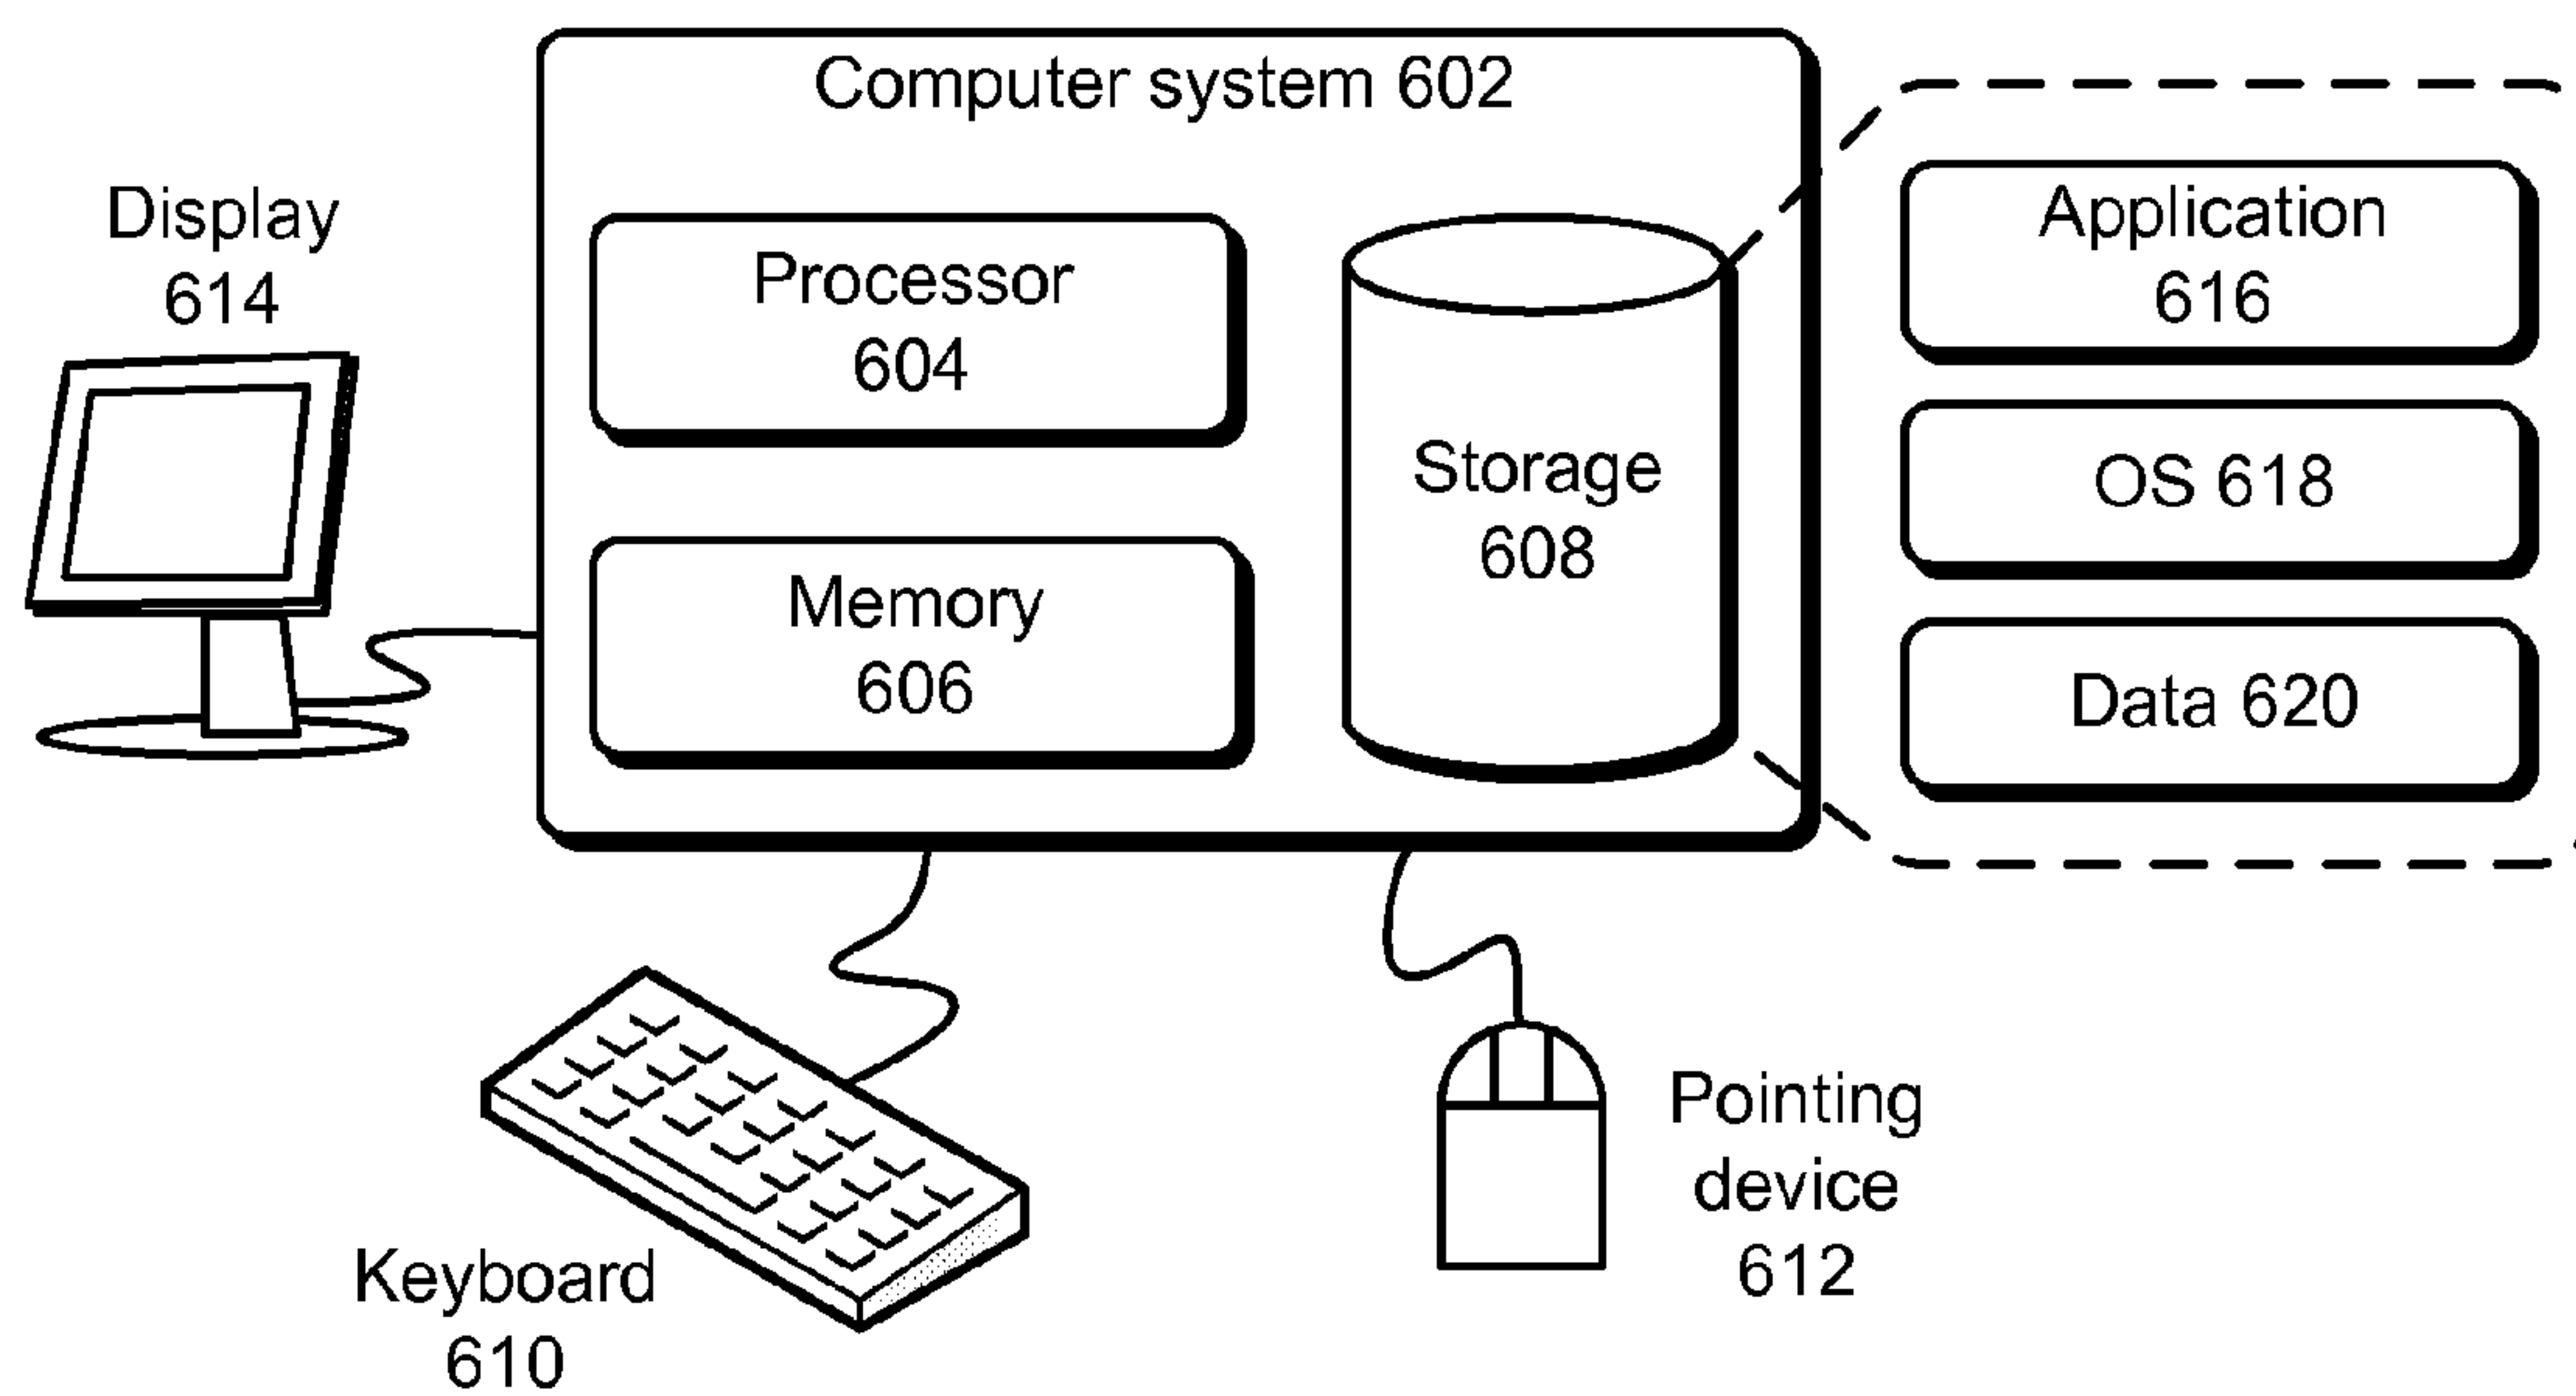 Computer system 602
Display
614
Processor
604
Memory
606
Storage
608
Application
616
OS 618
Data 620
Keyboard
610
Pointing
device
612